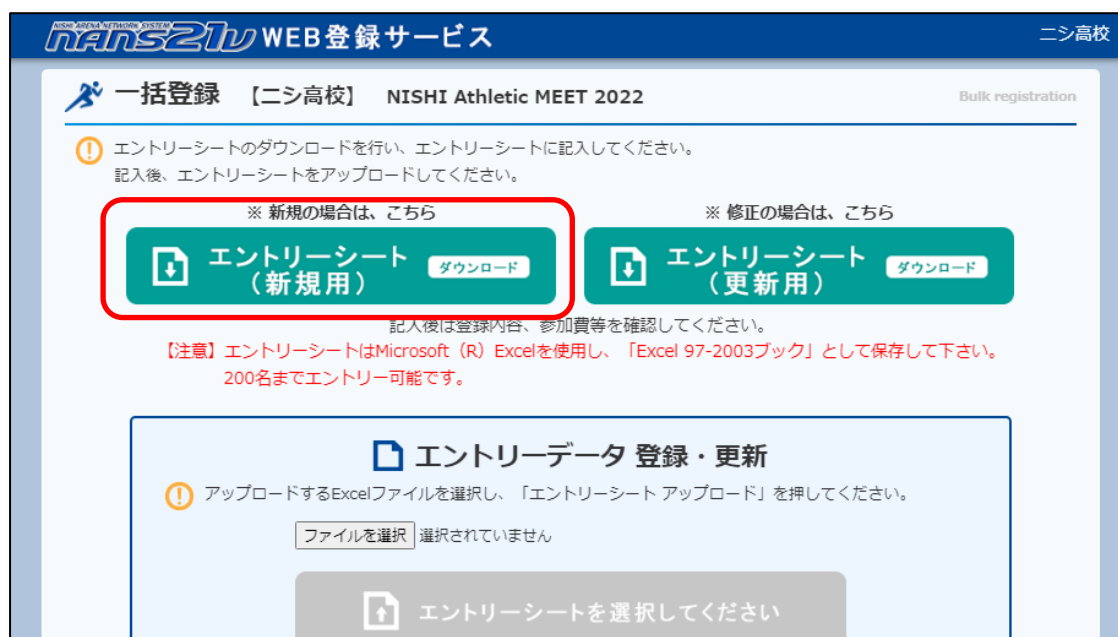 NISHI ARENA NETWORK SYSTEM
NANS21V WEB登録サービス
ニシ高校
一括登録 【ニシ高校】 NISHI Athletic MEET 2022
Bulk registration
エントリーシートのダウンロードを行い、エントリーシートに記入してください。
記入後、エントリーシートをアップロードしてください。
※ 新規の場合は、こちら
エントリーシート
（新規用）
ダウンロード
※ 修正の場合は、こちら
エントリーシート
（更新用）
ダウンロード
記入後は登録内容、参加費等を確認してください。
【注意】エントリーシートはMicrosoft（R）Excelを使用し、「Excel 97-2003ブック」として保存して下さい。
200名までエントリー可能です。
エントリーデータ 登録・更新
アップロードするExcelファイルを選択し、「エントリーシート アップロード」を押してください。
ファイルを選択 選択されていません
エントリーシートを選択してください